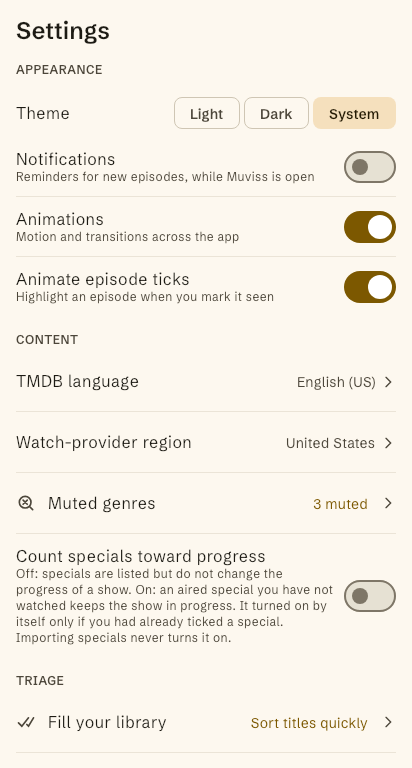 Settings
APPEARANCE
Theme
Light
Dark
System
Notifications
Reminders for new episodes, while Muviss is open
Animations
Motion and transitions across the app
Animate episode ticks
Highlight an episode when you mark it seen
CONTENT
TMDB language
English (US)
Watch-provider region
United States
Muted genres
3 muted
Count specials toward progress
Off: specials are listed but do not change the
progress of a show. On: an aired special you have not
watched keeps the show in progress. It turned on by
itself only if you had already ticked a special.
Importing specials never turns it on.
TRIAGE
Fill your library
Sort titles quickly